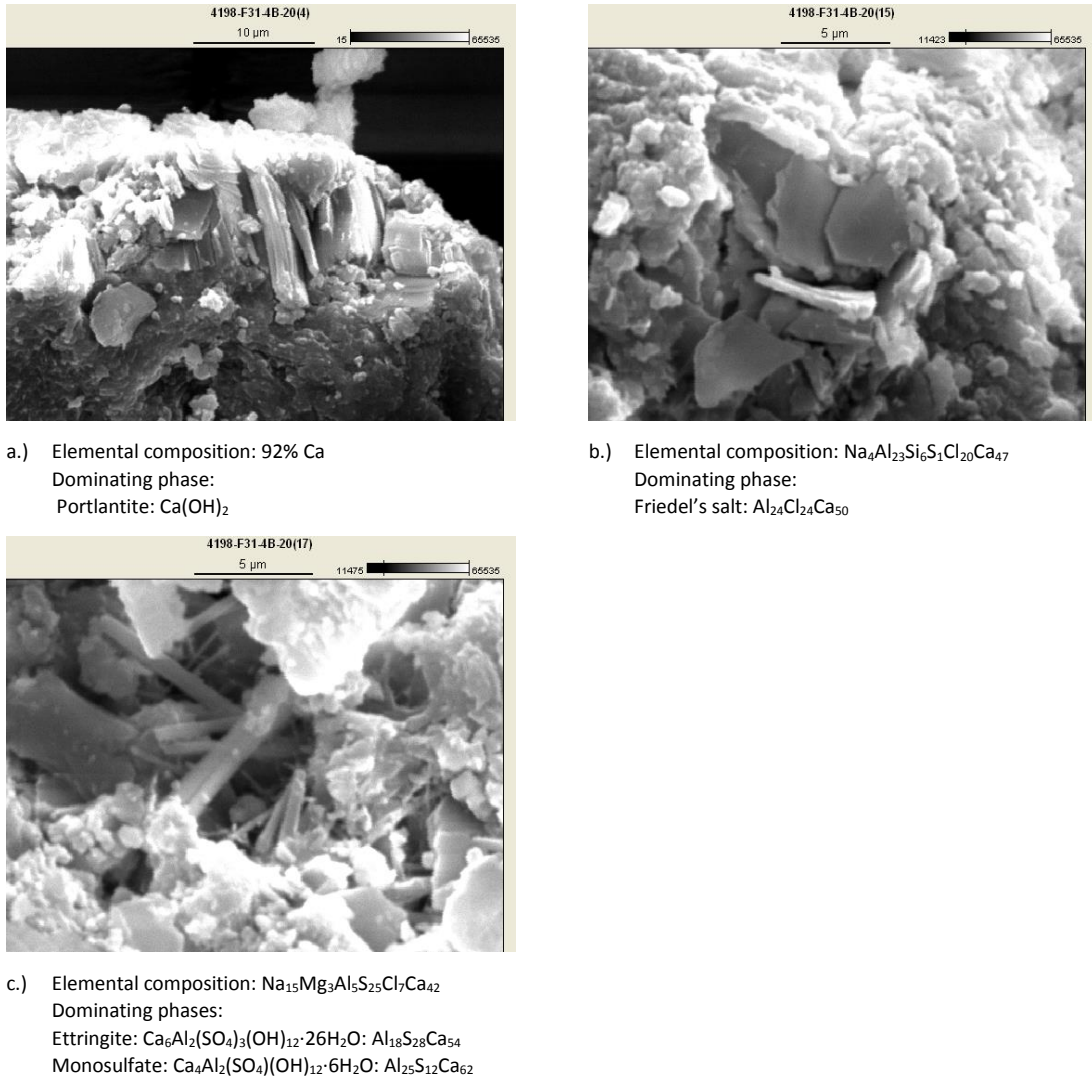 4198-F31-4B-20(4)
10 µm 15 65535
a.) Elemental composition: 92% Ca
Dominating phase:
Portlantite: Ca(OH)₂
4198-F31-4B-20(15)
5 µm 11423 65535
b.) Elemental composition: Na₄Al₂₃Si₆S₁Cl₂₀Ca₄₇
Dominating phase:
Friedel's salt: Al₂₄Cl₂₄Ca₅₀
4198-F31-4B-20(17)
5 µm 11475 65535
c.) Elemental composition: Na₁₅Mg₃Al₅S₂₅Cl₇Ca₄₂
Dominating phases:
Ettringite: Ca₆Al₂(SO₄)₃(OH)₁₂·26H₂O: Al₁₈S₂₈Ca₅₄
Monosulfate: Ca₄Al₂(SO₄)(OH)₁₂·6H₂O: Al₂₅S₁₂Ca₆₂